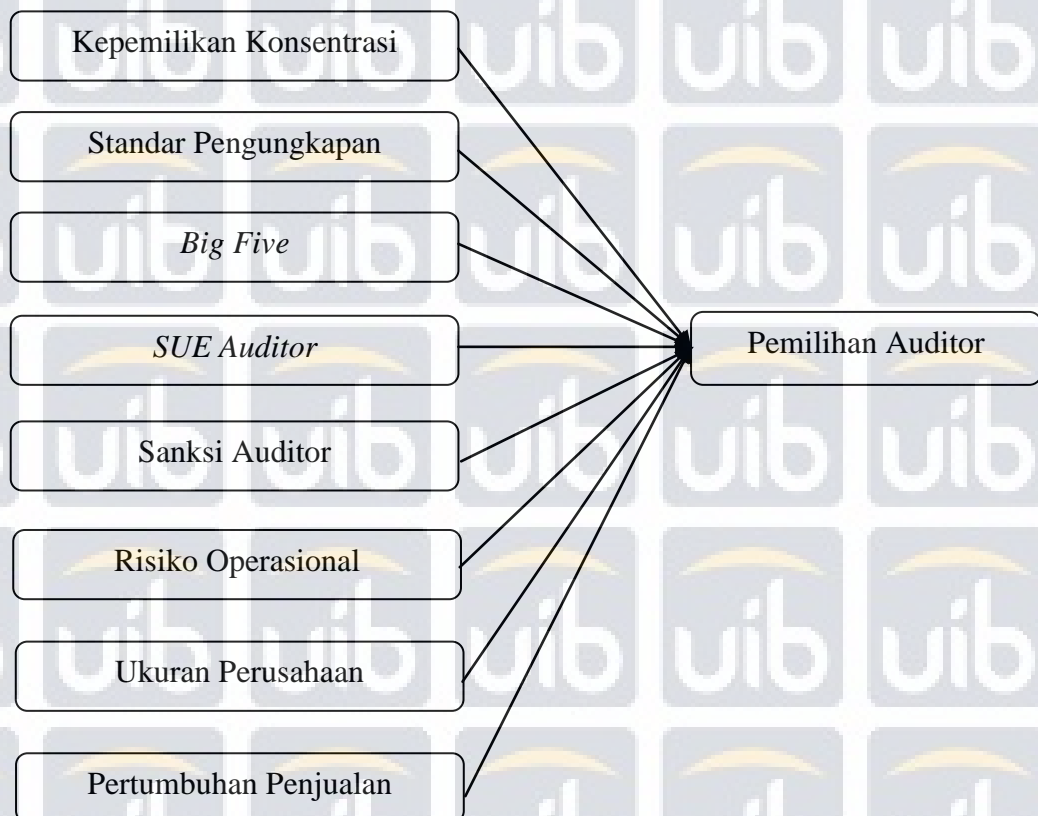 Kepemilikan Konsentrasi
Standar Pengungkapan
Big Five
SUE Auditor
Sanksi Auditor
Risiko Operasional
Ukuran Perusahaan
Pertumbuhan Penjualan
Pemilihan Auditor